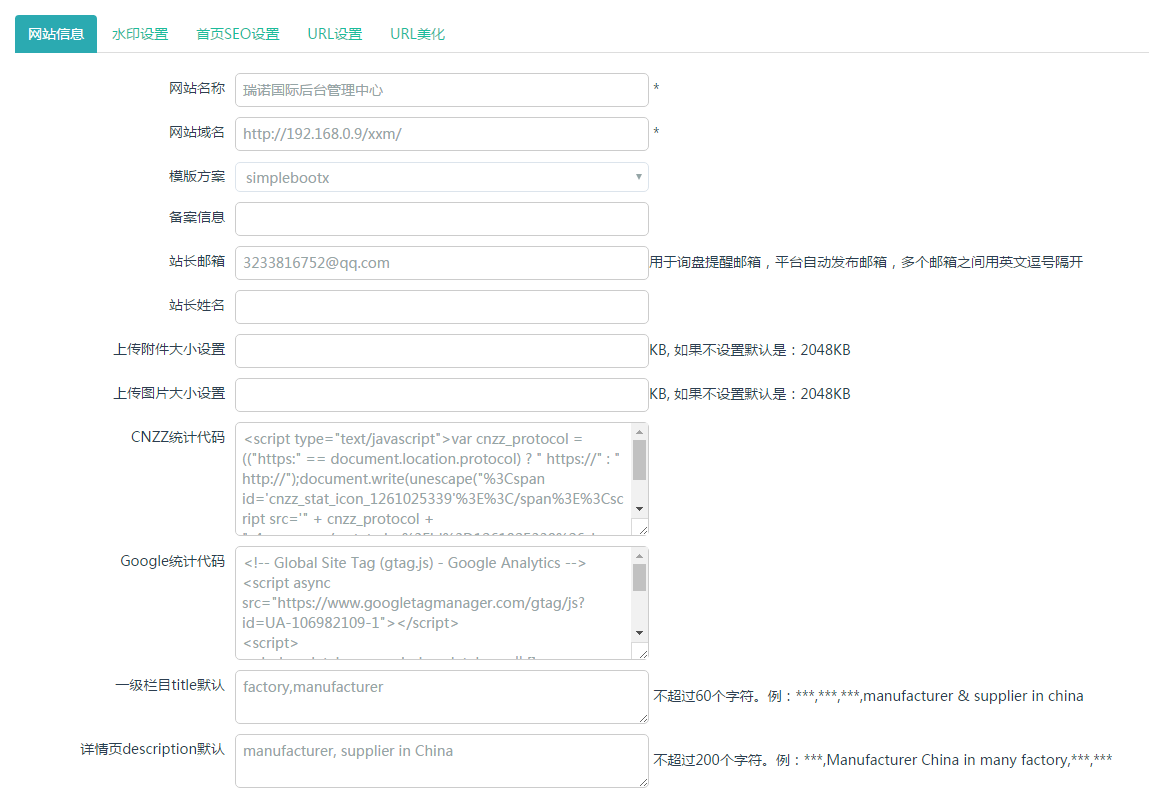 网站信息 水印设置 首页SEO设置 URL设置 URL美化
网站名称 瑞诺国际后台管理中心 *
网站域名 http://192.168.0.9/xxm/ *
模版方案 simplebootx
备案信息
站长邮箱 3233816752@qq.com 用于询盘提醒邮箱，平台自动发布邮箱，多个邮箱之间用英文逗号隔开
站长姓名
上传附件大小设置 KB, 如果不设置默认是：2048KB
上传图片大小设置 KB, 如果不设置默认是：2048KB
CNZZ统计代码 <script type="text/javascript">var cnzz_protocol =
(("https:" == document.location.protocol) ? " https://" : "
http://");document.write(unescape("%3Cspan
id='cnzz_stat_icon_1261025339'%3E%3C/span%3E%3Csc
ript src='" + cnzz_protocol +
Google统计代码 <!-- Global Site Tag (gtag.js) - Google Analytics -->
<script async
src="https://www.googletagmanager.com/gtag/js?
id=UA-106982109-1"></script>
<script>
一级栏目title默认 factory,manufacturer 不超过60个字符。例：***,***,***,manufacturer & supplier in china
详情页description默认 manufacturer, supplier in China 不超过200个字符。例：***,Manufacturer China in many factory,***,***